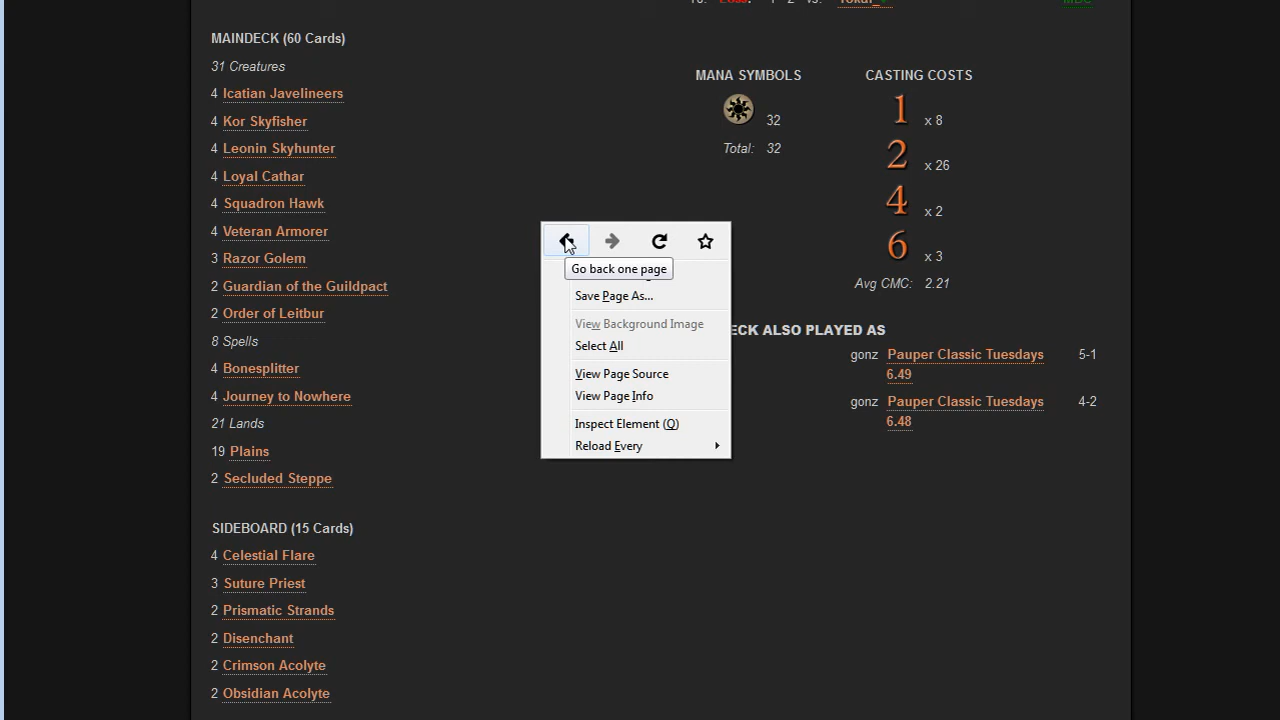 MAINDECK (60 Cards)
31 Creatures
4 Icatian Javelineers
4 Kor Skyfisher
4 Leonin Skyhunter
4 Loyal Cathar
4 Squadron Hawk
4 Veteran Armorer
3 Razor Golem
2 Guardian of the Guildpact
2 Order of Leitbur
8 Spells
4 Bonesplitter
4 Journey to Nowhere
21 Lands
19 Plains
2 Secluded Steppe
SIDEBOARD (15 Cards)
4 Celestial Flare
3 Suture Priest
2 Prismatic Strands
2 Disenchant
2 Crimson Acolyte
2 Obsidian Acolyte
MANA SYMBOLS
32
Total: 32
CASTING COSTS
1 x 8
2 x 26
4 x 2
6 x 3
Avg CMC: 2.21
Go back one page
Save Page As...
View Background Image
Select All
View Page Source
View Page Info
Inspect Element (Q)
Reload Every
ECK ALSO PLAYED AS
gonz Pauper Classic Tuesdays 5-1
6.49
gonz Pauper Classic Tuesdays 4-2
6.48